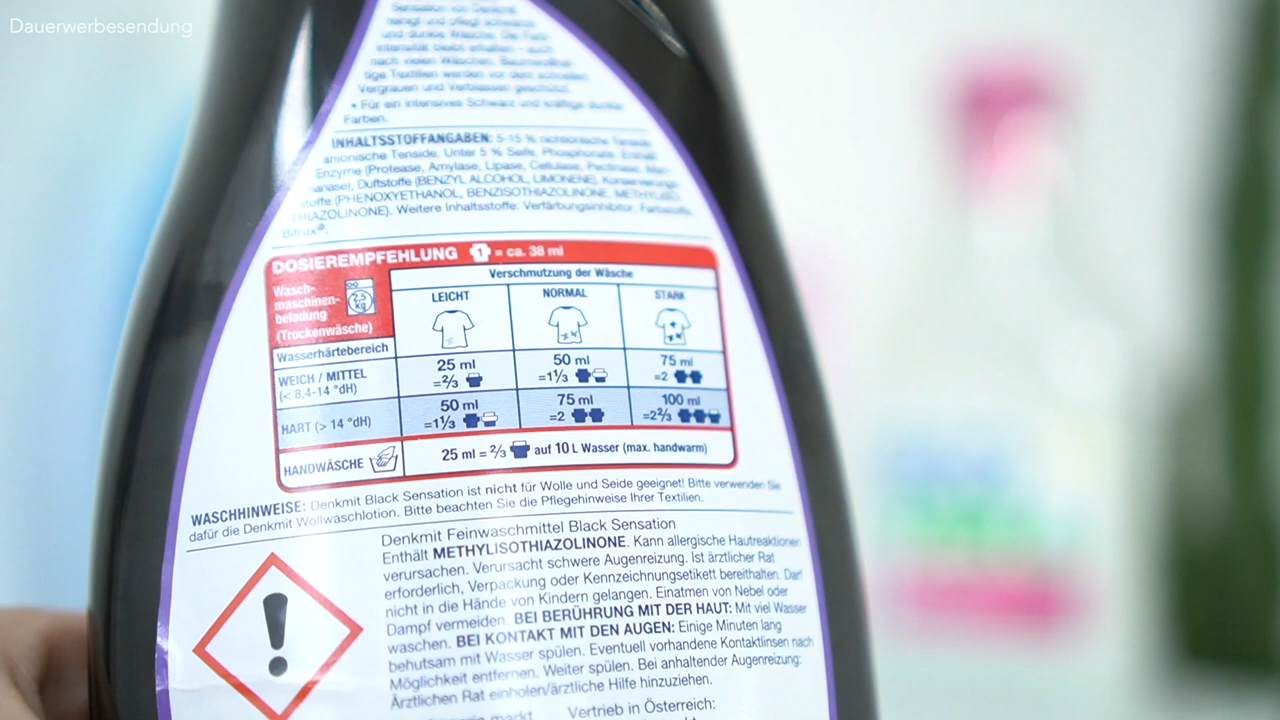 Dauerwerbesendung
Sensation von Denkmit
reinigt und pflegt schwarze
und dunkle Wäsche. Die Farb-
intensität bleibt erhalten - auch
nach vielen Wäschen. Baumwollhal-
tige Textilien werden vor dem schnellen
Vergrauen und Verblassen geschützt.
• Für ein intensives Schwarz und kräftige dunkle
Farben.
INHALTSSTOFFANGABEN: 5-15 % nichtionische Tenside,
anionische Tenside. Unter 5 % Seife, Phosphonate. Enthält
Enzyme (Protease, Amylase, Lipase, Cellulase, Pectinase, Man-
anase), Duftstoffe (BENZYL ALCOHOL, LIMONENE), Konservierungs-
stoffe (PHENOXYETHANOL, BENZISOTHIAZOLINONE, METHYLISO-
THIAZOLINONE). Weitere Inhaltsstoffe: Verfärbungsinhibitor, Farbstoffe,
Bitrux®.
DOSIEREMPFEHLUNG 1 = ca. 38 ml
Wasch-
maschinen-
beladung
(Trockenwäsche)
2,5 kg
Verschmutzung der Wäsche
LEICHT NORMAL STARK
Wasserhärtebereich
WEICH / MITTEL
(< 8,4-14 °dH)
25 ml
=⅔
50 ml
=1⅓
75 ml
=2
HART (> 14 °dH)
50 ml
=1⅓
75 ml
=2
100 ml
=2⅔
HANDWÄSCHE 25 ml = ⅔ auf 10 L Wasser (max. handwarm)
WASCHHINWEISE: Denkmit Black Sensation ist nicht für Wolle und Seide geeignet! Bitte verwenden Sie
dafür die Denkmit Wollwaschlotion. Bitte beachten Sie die Pflegehinweise Ihrer Textilien.
Denkmit Feinwaschmittel Black Sensation
Enthält METHYLISOTHIAZOLINONE. Kann allergische Hautreaktionen
verursachen. Verursacht schwere Augenreizung. Ist ärztlicher Rat
erforderlich, Verpackung oder Kennzeichnungsetikett bereithalten. Darf
nicht in die Hände von Kindern gelangen. Einatmen von Nebel oder
Dampf vermeiden. BEI BERÜHRUNG MIT DER HAUT: Mit viel Wasser
waschen. BEI KONTAKT MIT DEN AUGEN: Einige Minuten lang
behutsam mit Wasser spülen. Eventuell vorhandene Kontaktlinsen nach
Möglichkeit entfernen. Weiter spülen. Bei anhaltender Augenreizung:
Ärztlichen Rat einholen/ärztliche Hilfe hinzuziehen.
markt Vertrieb in Österreich: